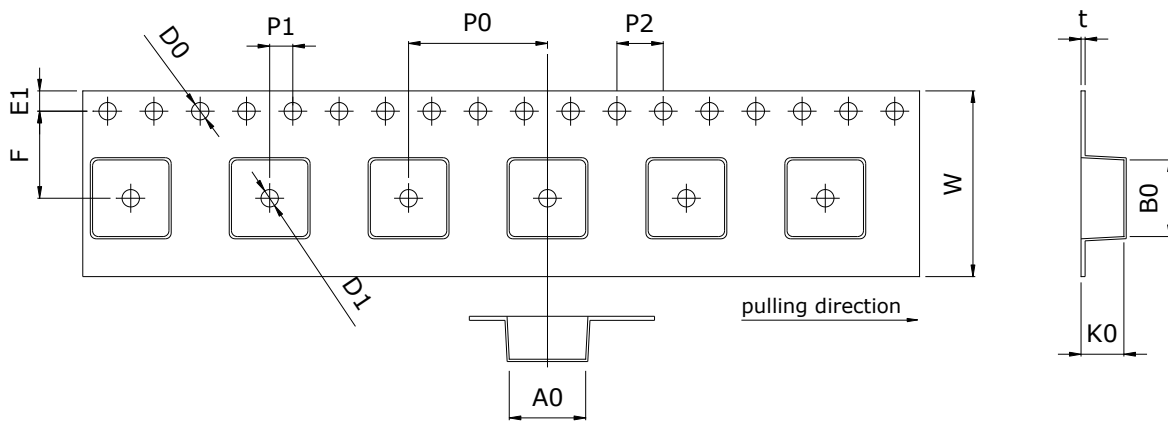 P1
P0
P2
t
D0
E1
F
W
B0
D1
pulling direction
K0
A0